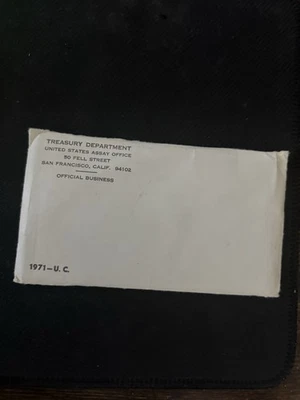 TREASURY DEPARTMENT
UNITED STATES ASSAY OFFICE
50 FELL STREET
SAN FRANCISCO, CALIF. 94102
OFFICIAL BUSINESS
1971-U. C.